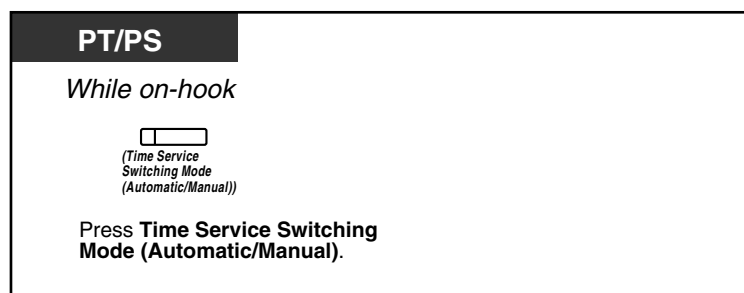 PT/PS
While on-hook
(Time Service
Switching Mode
(Automatic/Manual))
Press Time Service Switching
Mode (Automatic/Manual).